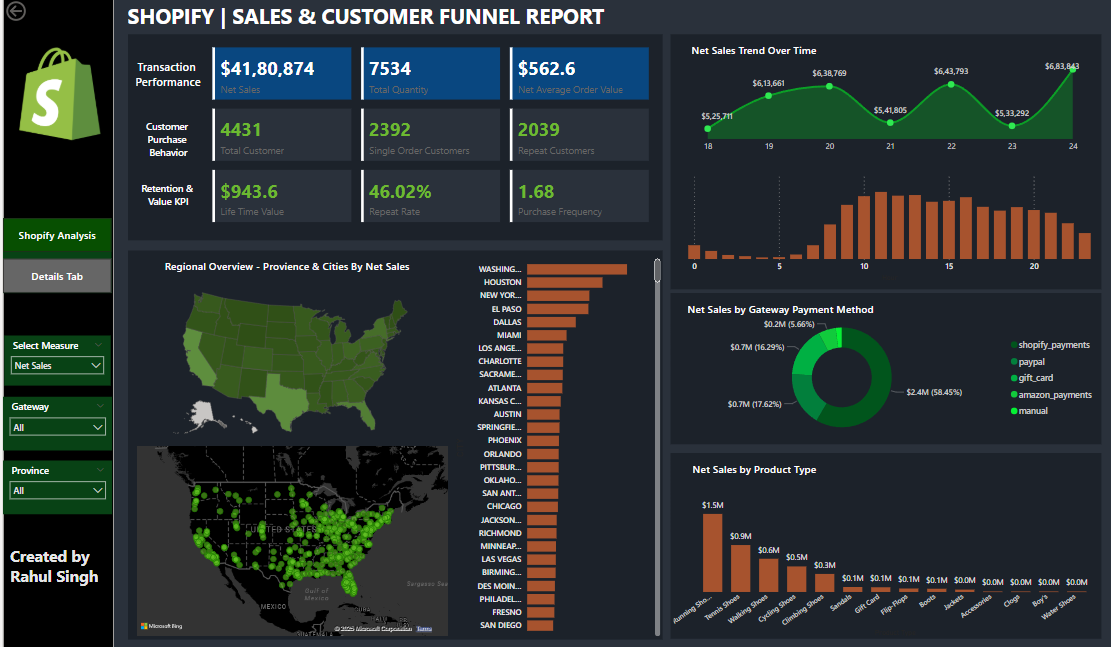 SHOPIFY | SALES & CUSTOMER FUNNEL REPORT
S
Shopify Analysis
Details Tab
Select Measure
Net Sales
Gateway
All
Province
All
Created by
Rahul Singh
Transaction
Performance
$41,80,874
Net Sales
7534
Total Quantity
$562.6
Net Average Order Value
Customer
Purchase
Behavior
4431
Total Customer
2392
Single Order Customers
2039
Repeat Customers
Retention &
Value KPI
$943.6
Life Time Value
46.02%
Repeat Rate
1.68
Purchase Frequency
Regional Overview - Provience & Cities By Net Sales
UNITED STATES
MEXICO
Gulf of
Mexico
Sargasso Sea
CUBA
GUATEMALA
Microsoft Bing
© 2025 Microsoft Corporation Terms
WASHING...
HOUSTON
NEW YOR...
EL PASO
DALLAS
MIAMI
LOS ANGE...
CHARLOTTE
SACRAME...
ATLANTA
KANSAS C...
AUSTIN
SPRINGFIE...
PHOENIX
ORLANDO
PITTSBUR...
OKLAHO...
SAN ANT...
CHICAGO
JACKSON...
RICHMOND
MINNEAP...
LAS VEGAS
BIRMING...
DES MOIN...
PHILADEL...
FRESNO
SAN DIEGO
Net Sales Trend Over Time
$5,25,711
$6,13,661
$6,38,769
$5,41,805
$6,43,793
$5,33,292
$6,83,843
18 19 20 21 22 23 24
0 5 10 15 20
Net Sales by Gateway Payment Method
$0.2M (5.66%)
$0.7M (16.29%)
$0.7M (17.62%)
$2.4M (58.45%)
shopify_payments
paypal
gift_card
amazon_payments
manual
Net Sales by Product Type
$1.5M $0.9M $0.6M $0.5M $0.3M $0.1M $0.1M $0.1M $0.1M $0.0M $0.0M $0.0M $0.0M $0.0M
Tennis Shoes
Walking Shoes
Cycling Shoes
Climbing Shoes
Sandals
Gift Card
Flip-Flops
Boots
Jackets
Accessories
Clogs
Boy's
Water Shoes